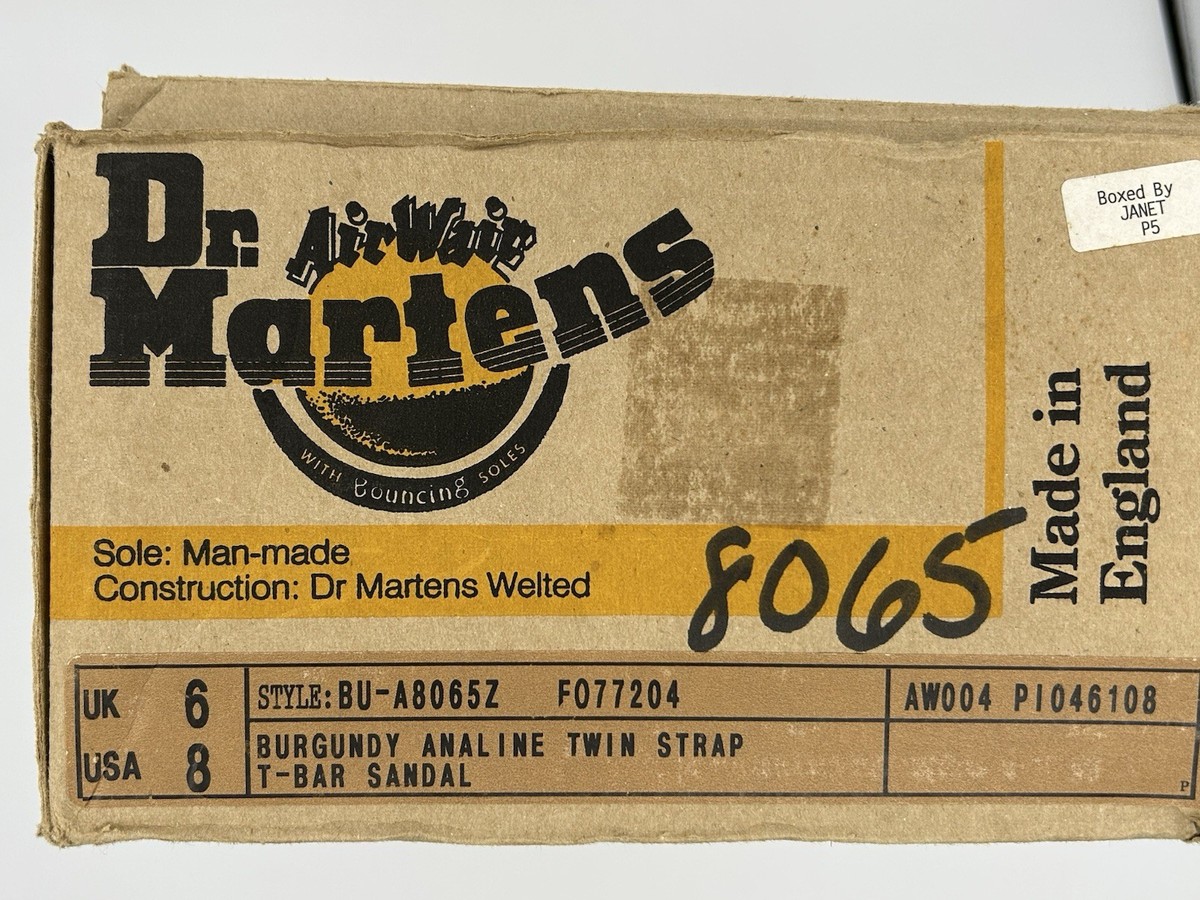 Dr.
AirWair
Martens
WITH Bouncing SOLES
Made in
England
Boxed By
JANET
P5
Sole: Man-made
Construction: Dr Martens Welted
8065
UK 6
USA 8
STYLE: BU-A8065Z F077204
BURGUNDY ANALINE TWIN STRAP
T-BAR SANDAL
AW004 PI046108
P